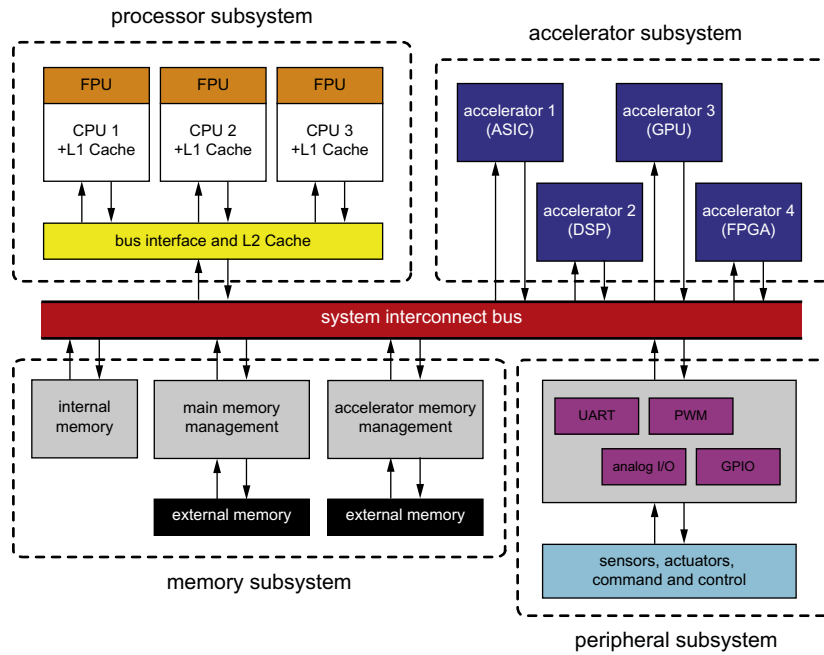 processor subsystem
accelerator subsystem
FPU
FPU
FPU
CPU 1
+L1 Cache
CPU 2
+L1 Cache
CPU 3
+L1 Cache
bus interface and L2 Cache
accelerator 1
(ASIC)
accelerator 3
(GPU)
accelerator 2
(DSP)
accelerator 4
(FPGA)
system interconnect bus
internal
memory
main memory
management
accelerator memory
management
external memory
external memory
memory subsystem
UART
PWM
analog I/O
GPIO
sensors, actuators,
command and control
peripheral subsystem